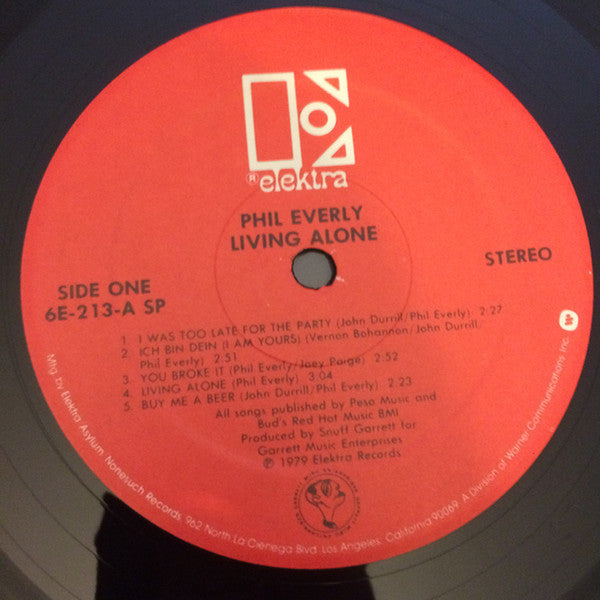 ® elektra
PHIL EVERLY
LIVING ALONE
STEREO
SIDE ONE
6E-213-A SP
1. I WAS TOO LATE FOR THE PARTY (John Durrill/Phil Everly) 2:27
2. ICH BIN DEIN (I AM YOURS) (Vernon Bohannon/John Durrill/
Phil Everly) 2:51
3. YOU BROKE IT (Phil Everly/Joey Paige) 2:52
4. LIVING ALONE (Phil Everly) 3:04
5. BUY ME A BEER (John Durrill/Phil Everly) 2:23
All songs published by Peso Music and
Bud's Red Hot Music BMI
Produced by Snuff Garrett for
Garrett Music Enterprises
℗ 1979 Elektra Records
Mfg. by Elektra/Asylum/Nonesuch Records, 962 North La Cienega Blvd. Los Angeles, California 90069. A Division of Warner Communications Inc.